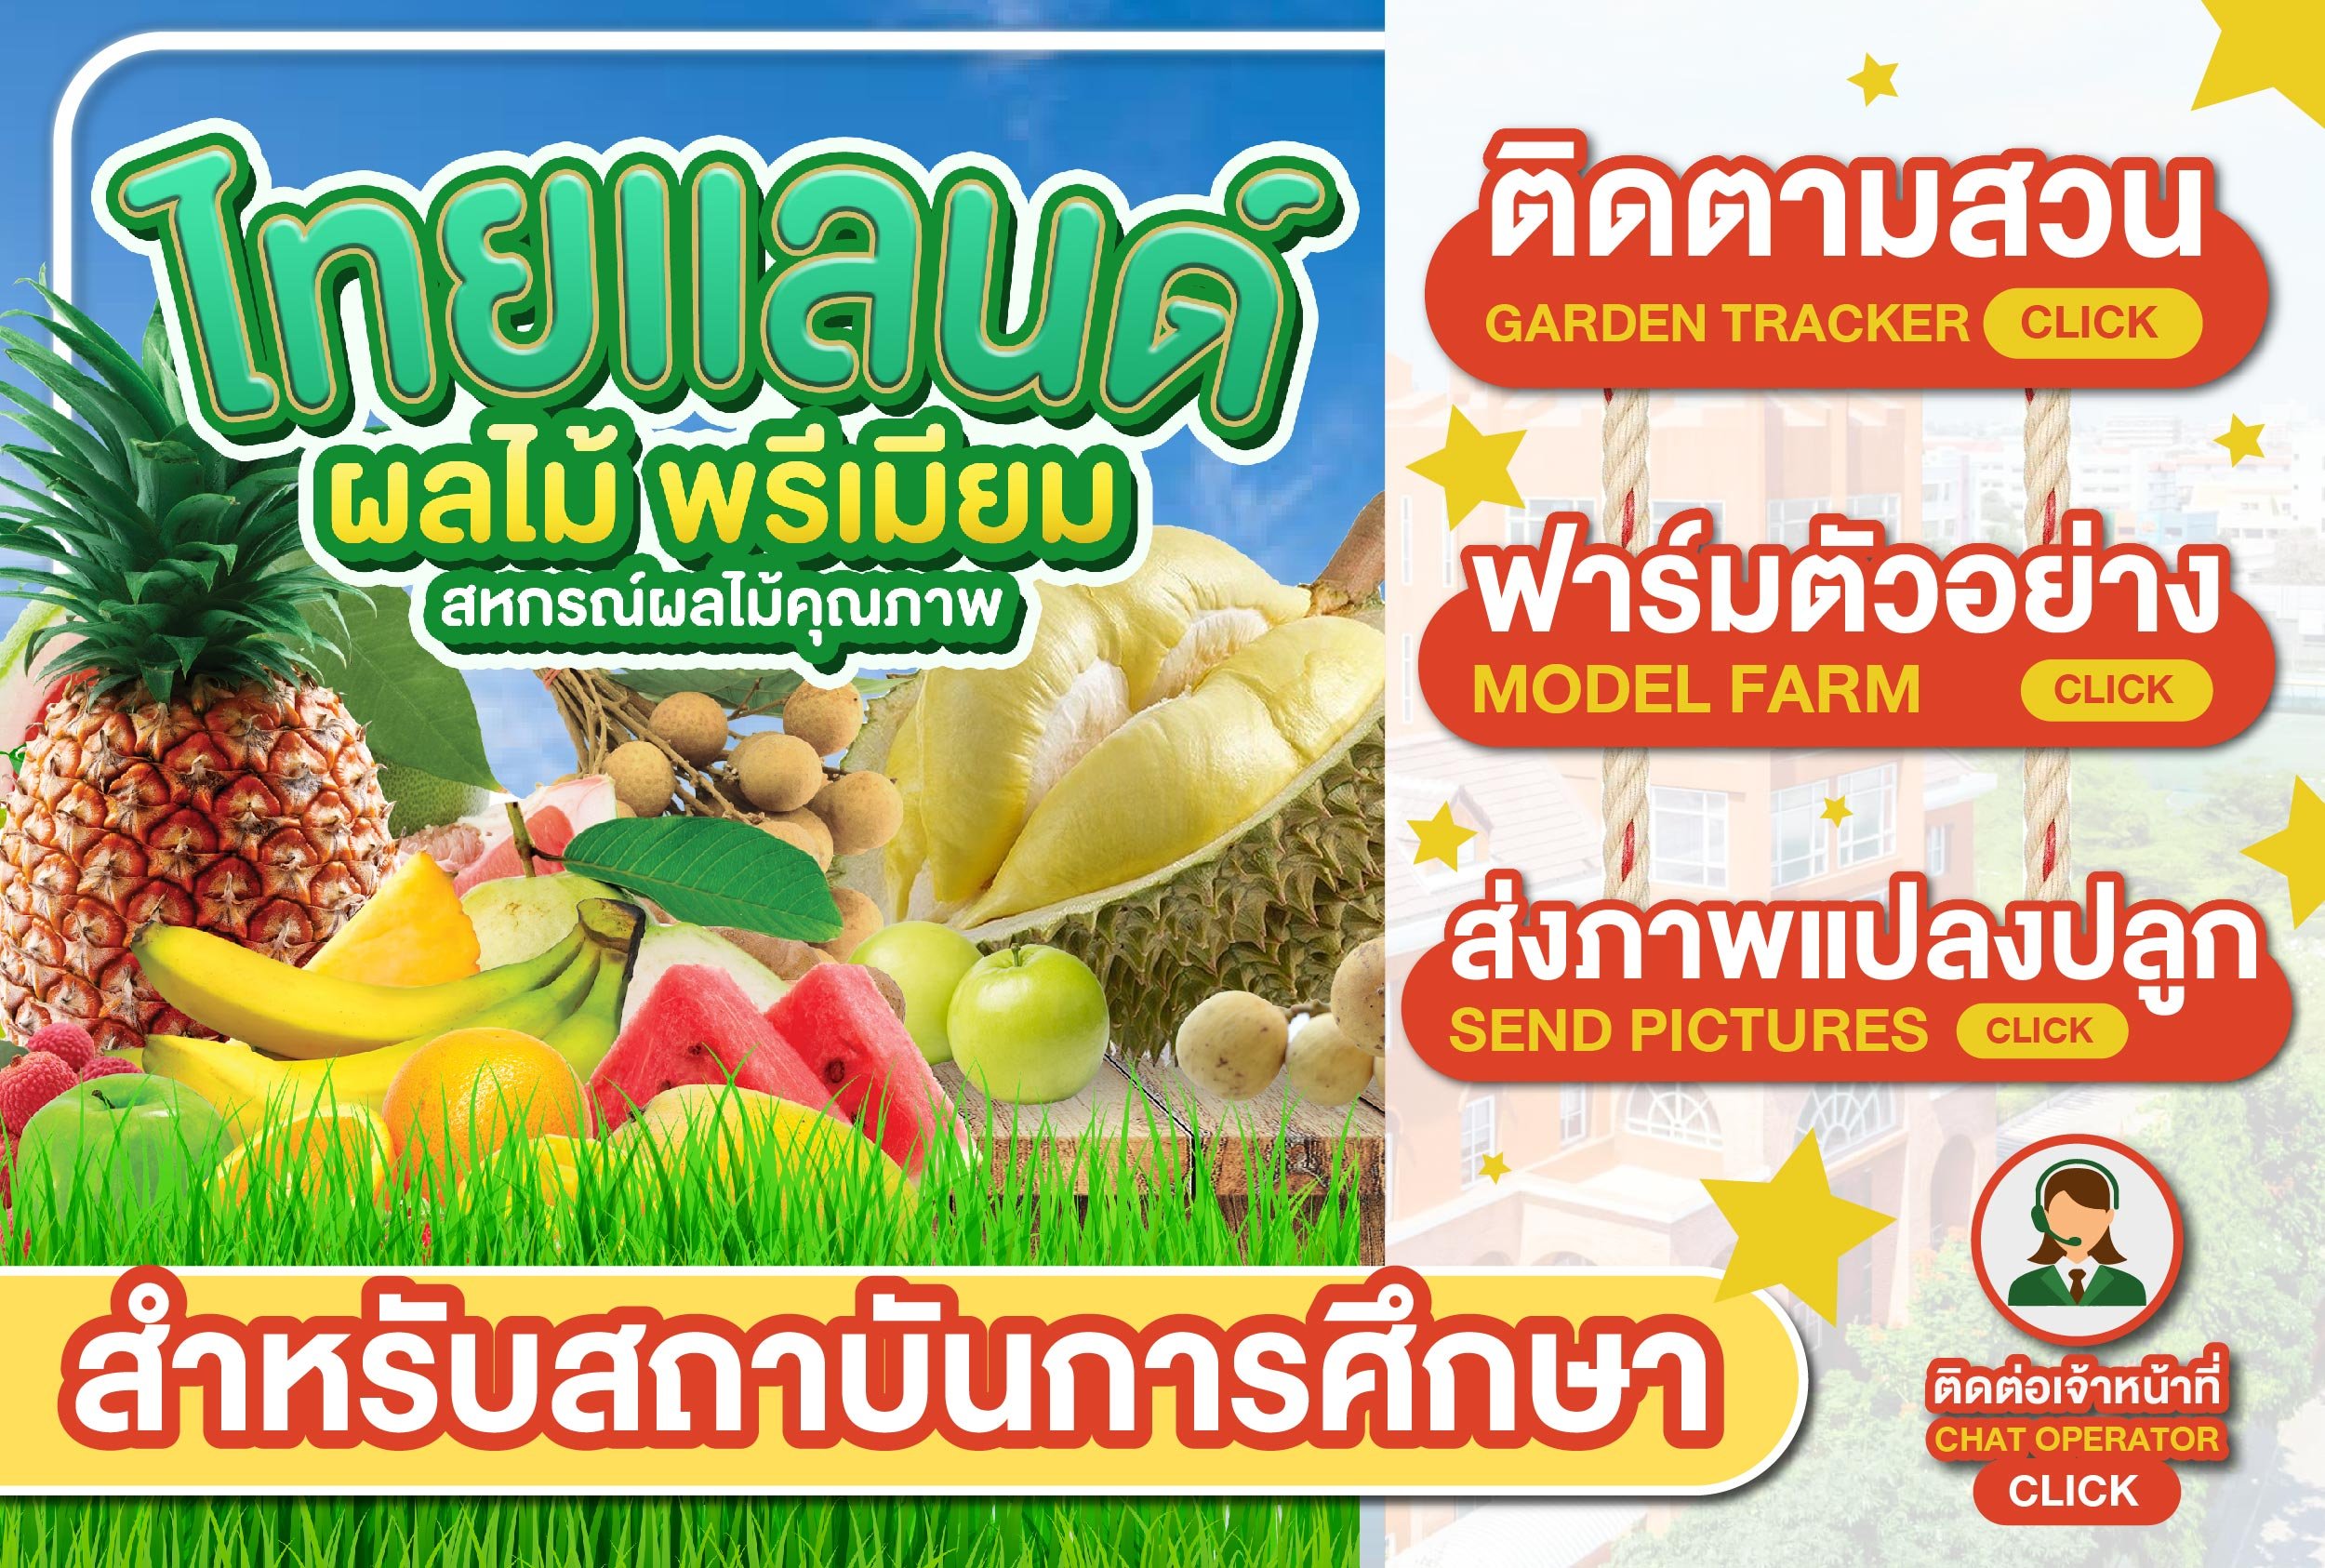 ไทยแลนด์
ผลไม้ พรีเมียม
สหกรณ์ผลไม้คุณภาพ
สำหรับสถาบันการศึกษา
ติดตามสวน
GARDEN TRACKER CLICK
ฟาร์มตัวอย่าง
MODEL FARM CLICK
ส่งภาพแปลงปลูก
SEND PICTURES CLICK
ติดต่อเจ้าหน้าที่
CHAT OPERATOR
CLICK